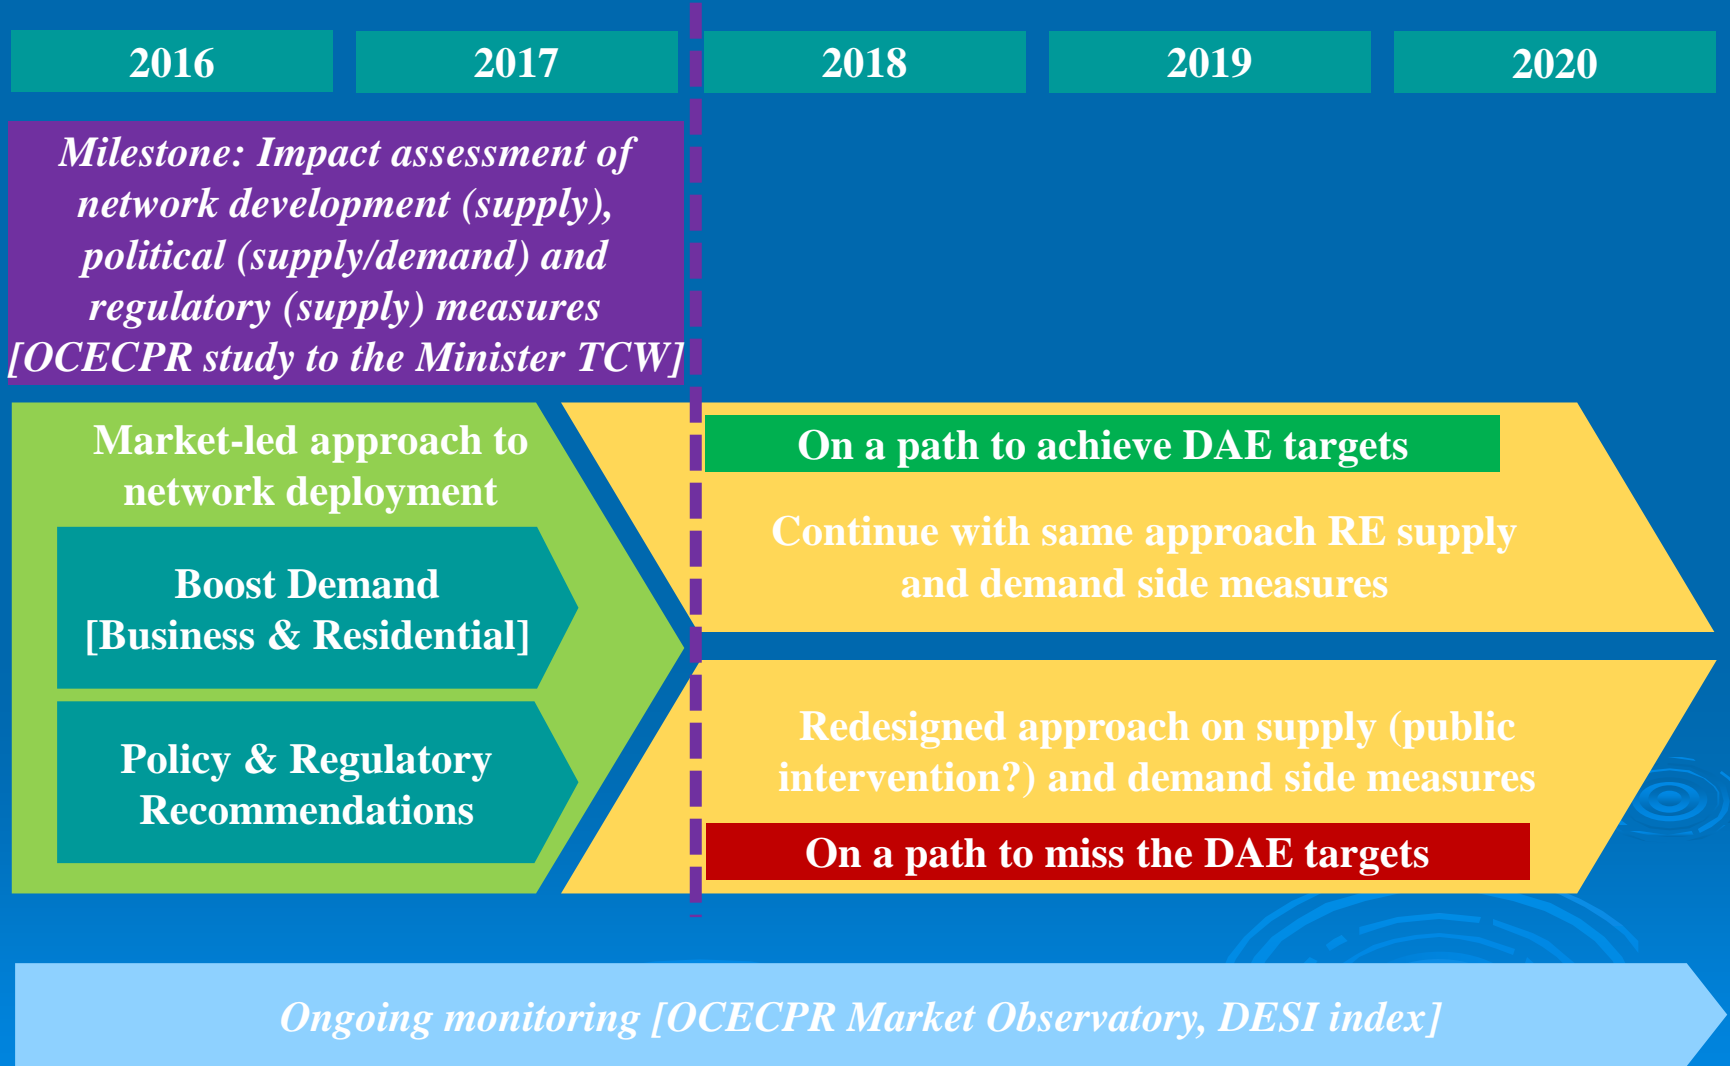 2016
2017
2018
2019
2020
Milestone: Impact assessment of
network development (supply),
political (supply/demand) and
regulatory (supply) measures
[OCECPR study to the Minister TCW]
Market-led approach to
network deployment
Boost Demand
[Business & Residential]
Policy & Regulatory
Recommendations
On a path to achieve DAE targets
Continue with same approach RE supply
and demand side measures
Redesigned approach on supply (public
intervention?) and demand side measures
On a path to miss the DAE targets
Ongoing monitoring [OCECPR Market Observatory, DESI index]